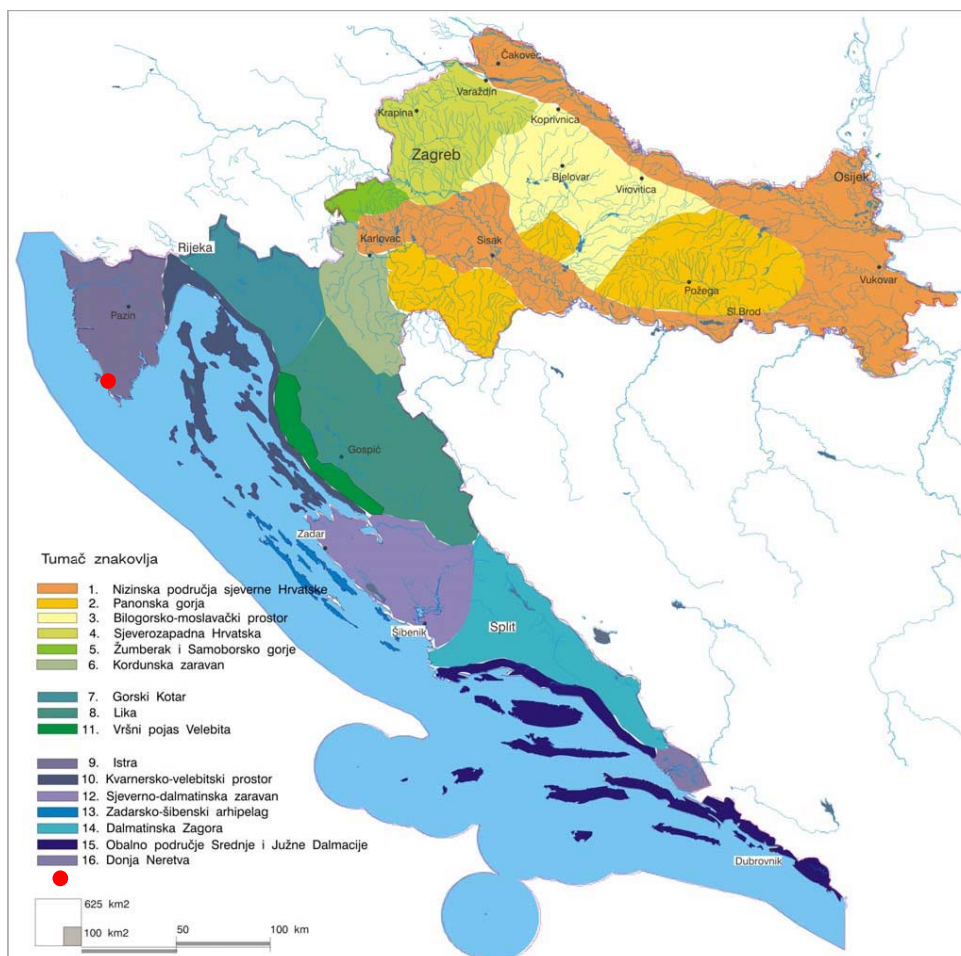 Čakovec
Varaždin
Krapina
Koprivnica
Zagreb
Bjelovar
Virovitica
Osijek
Karlovac
Sisak
Rijeka
Požega
Vukovar
Sl.Brod
Pazin
Gospić
Zadar
Šibenik
Split
Dubrovnik
Tumač znakovlja
1. Nizinska područja sjeverne Hrvatske
2. Panonska gorja
3. Bilogorsko-moslavački prostor
4. Sjeverozapadna Hrvatska
5. Žumberak i Samoborsko gorje
6. Kordunska zaravan
7. Gorski Kotar
8. Lika
11. Vršni pojas Velebita
9. Istra
10. Kvarnersko-velebitski prostor
12. Sjeverno-dalmatinska zaravan
13. Zadarsko-šibenski arhipelag
14. Dalmatinska Zagora
15. Obalno područje Srednje i Južne Dalmacije
16. Donja Neretva
625 km2
100 km2
50
100 km